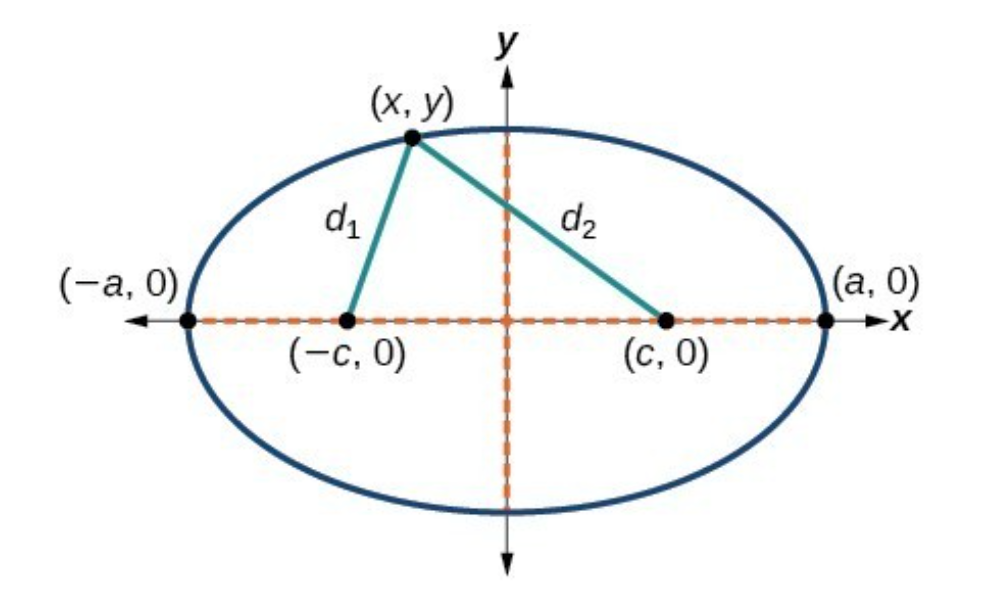 y
(x, y)
d₁
d₂
(−a, 0)
(a, 0)
x
(−c, 0)
(c, 0)